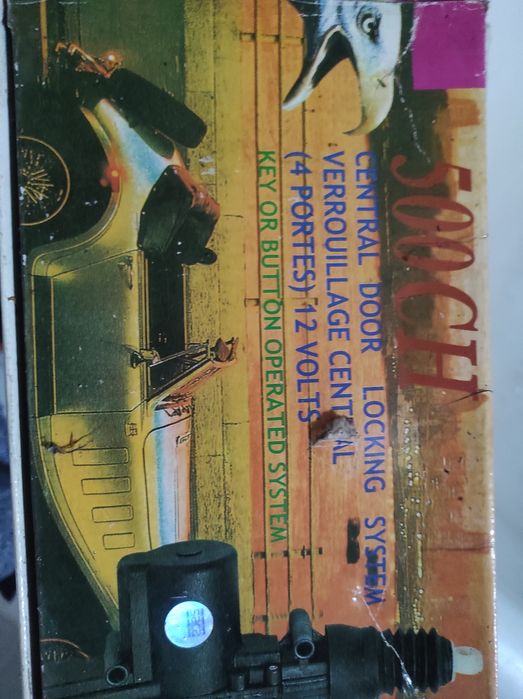 500CH
CENTRAL DOOR LOCKING SYSTEM
VERROUILLAGE CENTRAL
(4 PORTES) 12 VOLTS
KEY OR BUTTON OPERATED SYSTEM